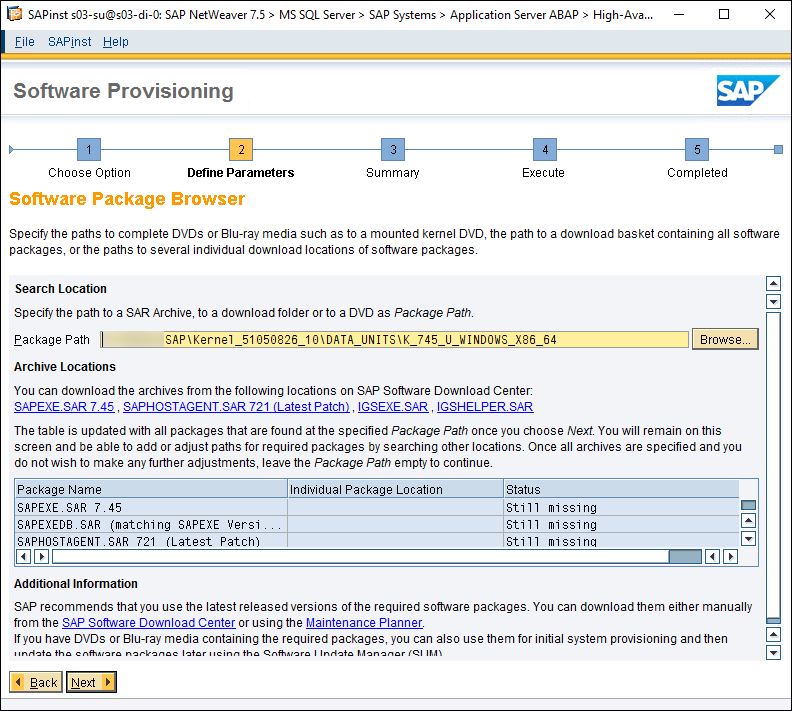 SAPinst s03-su@s03-di-0: SAP NetWeaver 7.5 > MS SQL Server > SAP Systems > Application Server ABAP > High-Ava...
File SAPinst Help
Software Provisioning
SAP
1 2 3 4 5
Choose Option Define Parameters Summary Execute Completed
Software Package Browser
Specify the paths to complete DVDs or Blu-ray media such as to a mounted kernel DVD, the path to a download basket containing all software
packages, or the paths to several individual download locations of software packages.
Search Location
Specify the path to a SAR Archive, to a download folder or to a DVD as Package Path.
Package Path SAP\Kernel_51050826_10\DATA_UNITS\K_745_U_WINDOWS_X86_64 Browse...
Archive Locations
You can download the archives from the following locations on SAP Software Download Center:
SAPEXE.SAR 7.45 , SAPHOSTAGENT.SAR 721 (Latest Patch) , IGSEXE.SAR , IGSHELPER.SAR
The table is updated with all packages that are found at the specified Package Path once you choose Next. You will remain on this
screen and be able to add or adjust paths for required packages by searching other locations. Once all archives are specified and you
do not wish to make any further adjustments, leave the Package Path empty to continue.
Package Name Individual Package Location Status
SAPEXE.SAR 7.45 Still missing
SAPEXEDB.SAR (matching SAPEXE Versi... Still missing
SAPHOSTAGENT.SAR 721 (Latest Patch) Still missing
Additional Information
SAP recommends that you use the latest released versions of the required software packages. You can download them either manually
from the SAP Software Download Center or using the Maintenance Planner.
If you have DVDs or Blu-ray media containing the required packages, you can also use them for initial system provisioning and then
update the software packages later using the Software Update Manager (SUM)
Back Next